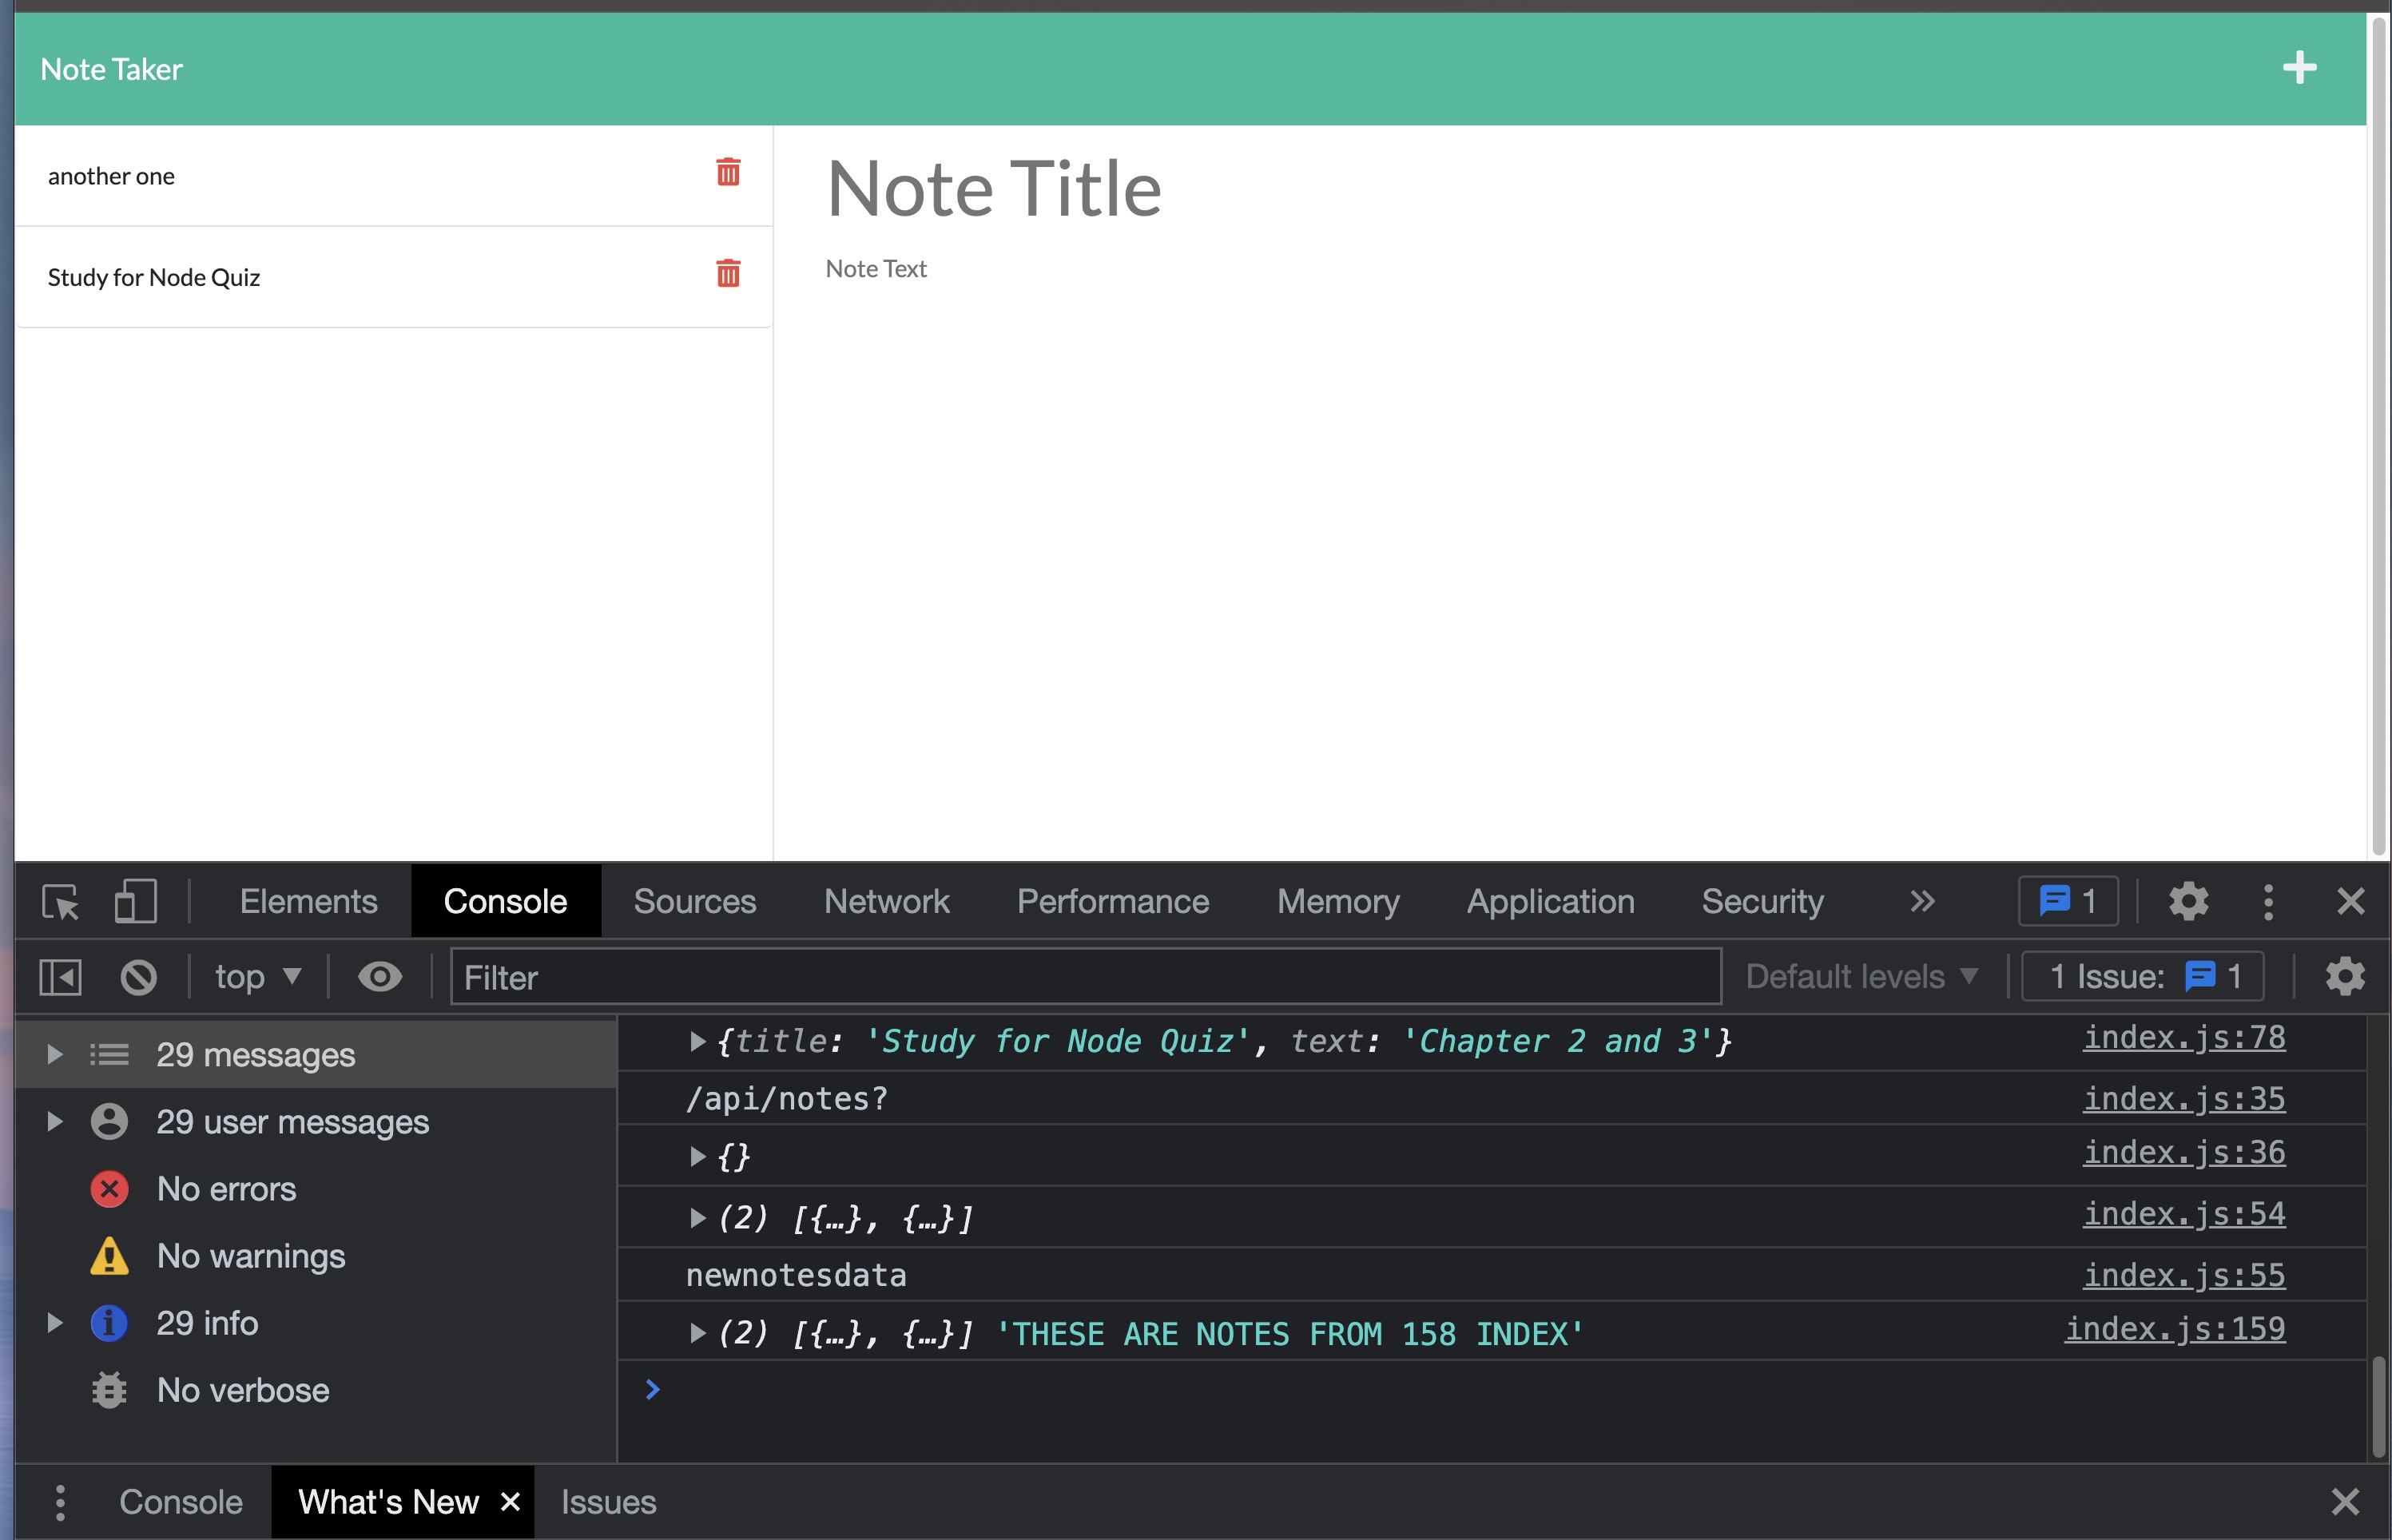 Note Taker
another one
Study for Node Quiz
Note Title
Note Text
Elements Console Sources Network Performance Memory Application Security 1
top Filter Default levels 1 Issue: 1
29 messages
29 user messages
No errors
No warnings
29 info
No verbose
{title: 'Study for Node Quiz', text: 'Chapter 2 and 3'} index.js:78
/api/notes? index.js:35
{} index.js:36
(2) [{…}, {…}] index.js:54
newnotesdata index.js:55
(2) [{…}, {…}] 'THESE ARE NOTES FROM 158 INDEX' index.js:159
Console What's New Issues